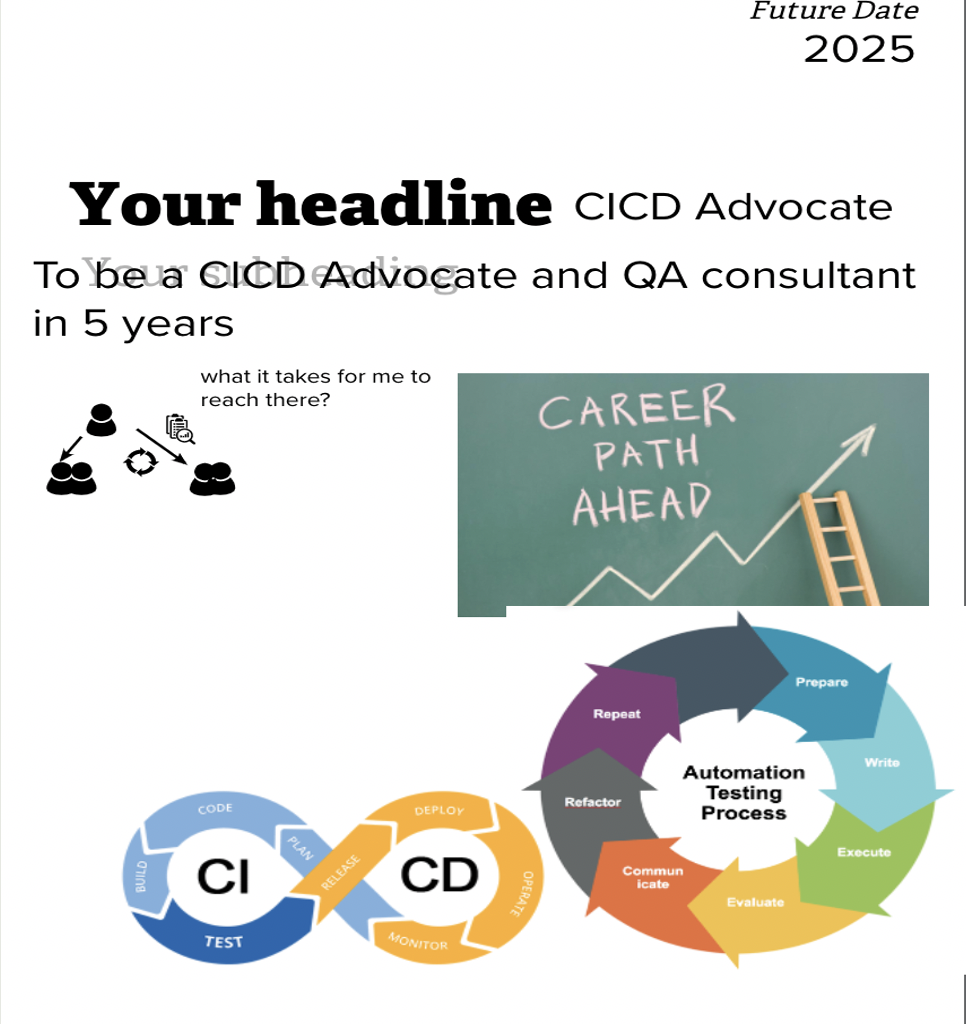 Future Date
2025
Your headline CICD Advocate
Your subheading
To be a CICD Advocate and QA consultant
in 5 years
what it takes for me to
reach there?
CAREER
PATH
AHEAD
Prepare
Write
Execute
Evaluate
Commun
icate
Refactor
Repeat
Automation
Testing
Process
CODE
BUILD
TEST
PLAN
CI
RELEASE
DEPLOY
OPERATE
MONITOR
CD